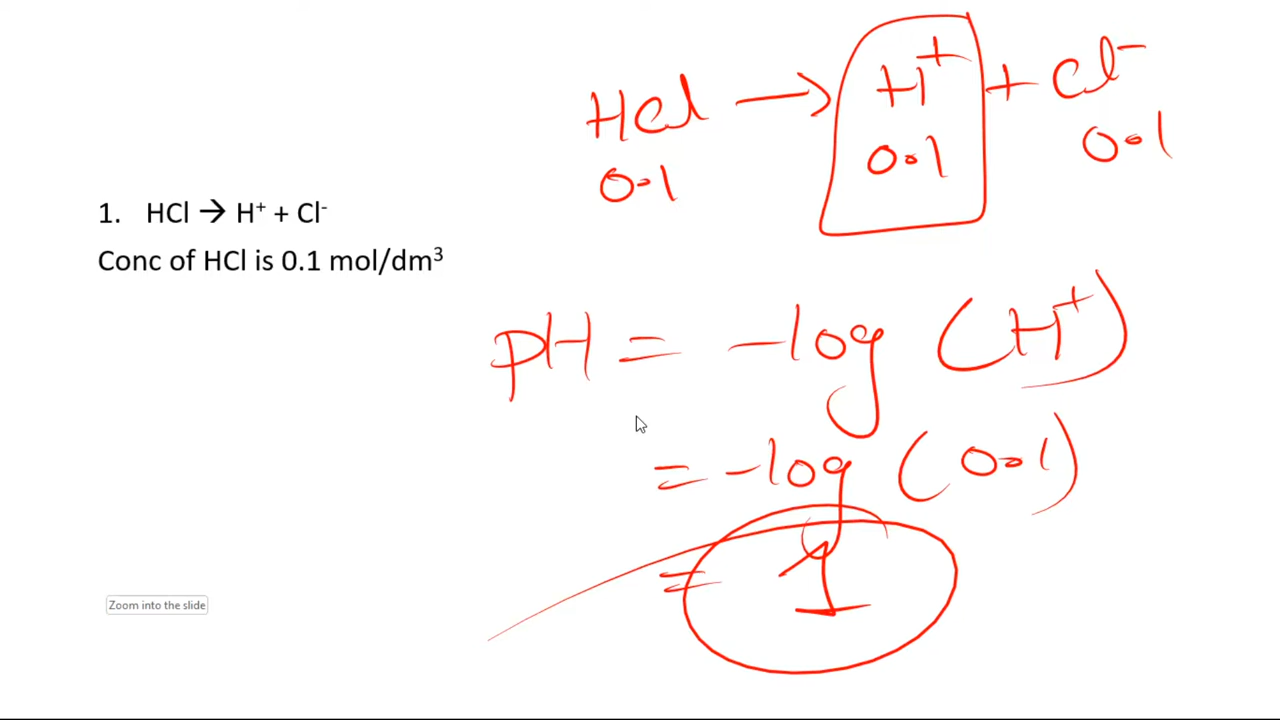 HCl → H⁺ + Cl⁻
0.1 0.1 0.1
1. HCl → H⁺ + Cl⁻
Conc of HCl is 0.1 mol/dm³
pH = -log (H⁺)
= -log (0.1)
= 1
Zoom into the slide